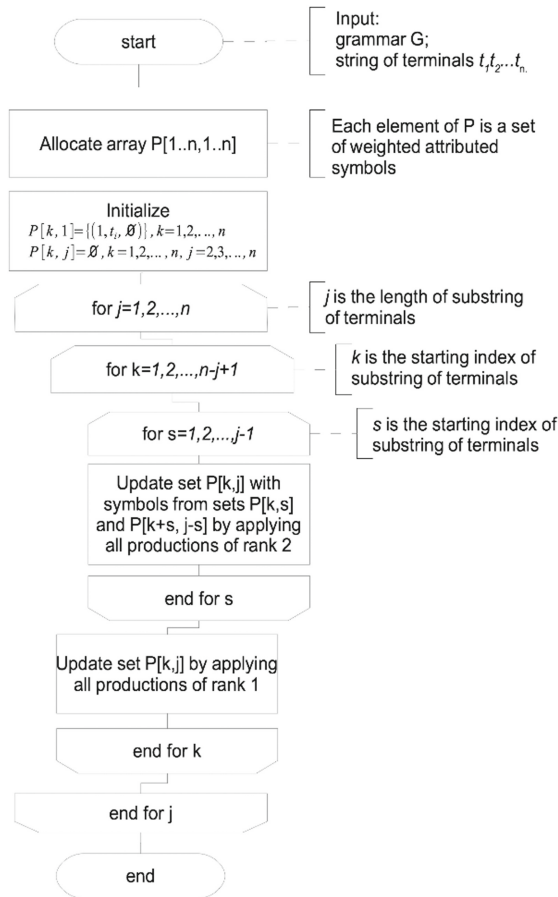 start
Input:
grammar G;
string of terminals t₁t₂...tₙ.
Allocate array P[1..n,1..n]
Each element of P is a set
of weighted attributed
symbols
Initialize
P[k,1]={(1,tᵢ,∅)},k=1,2,...,n
P[k,j]=∅,k=1,2,...,n, j=2,3,...,n
for j=1,2,...,n
j is the length of substring
of terminals
for k=1,2,...,n-j+1
k is the starting index of
substring of terminals
for s=1,2,...,j-1
s is the starting index of
substring of terminals
Update set P[k,j] with
symbols from sets P[k,s]
and P[k+s, j-s] by applying
all productions of rank 2
end for s
Update set P[k,j] by applying
all productions of rank 1
end for k
end for j
end